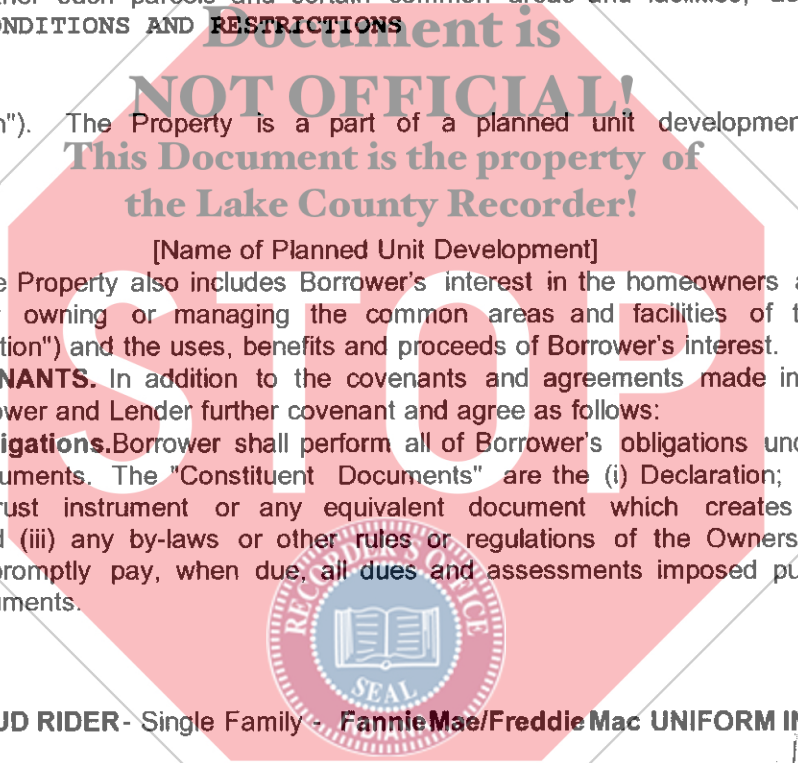 CONDITIONS AND RESTRICTIONS
Document is
NOT OFFICIAL!
n"). The Property is a part of a planned unit developmen
This Document is the property of
the Lake County Recorder!
[Name of Planned Unit Development]
e Property also includes Borrower's interest in the homeowners a
owning or managing the common areas and facilities of t
tion") and the uses, benefits and proceeds of Borrower's interest.
NANTS. In addition to the covenants and agreements made in
ower and Lender further covenant and agree as follows:
igations.Borrower shall perform all of Borrower's obligations und
uments. The "Constituent Documents" are the (i) Declaration;
rust instrument or any equivalent document which creates
d (iii) any by-laws or other rules or regulations of the Owners
promptly pay, when due, all dues and assessments imposed pu
uments.
STOP
RECORDER'S OFFICE
SEAL
INDIANA
UD RIDER- Single Family - Fannie Mae/Freddie Mac UNIFORM IN